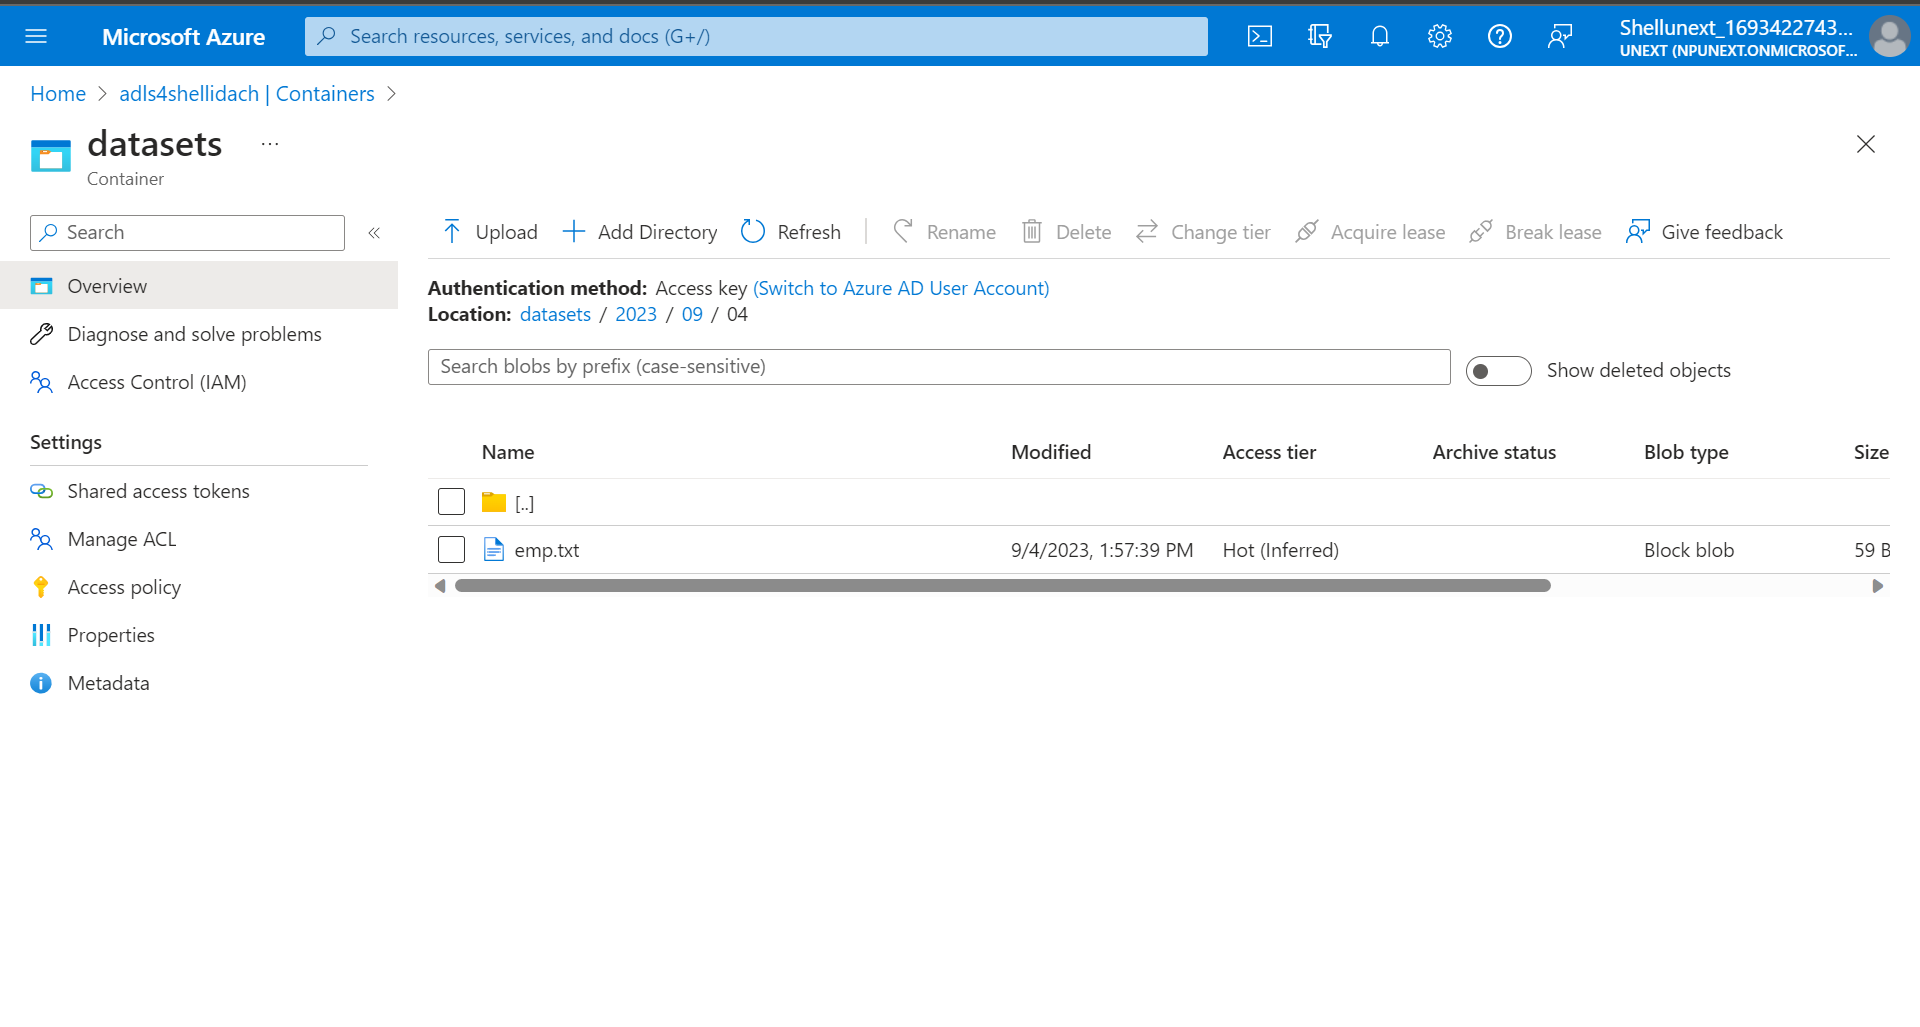 Microsoft Azure
Search resources, services, and docs (G+/)
Shellunext_1693422743...
UNEXT (NPUNEXT.ONMICROSOF...
Home > adls4shellidach | Containers >
datasets ...
Container
Search «
Upload Add Directory Refresh Rename Delete Change tier Acquire lease Break lease Give feedback
Overview
Diagnose and solve problems
Access Control (IAM)
Settings
Shared access tokens
Manage ACL
Access policy
Properties
Metadata
Authentication method: Access key (Switch to Azure AD User Account)
Location: datasets / 2023 / 09 / 04
Search blobs by prefix (case-sensitive)
Show deleted objects
Name Modified Access tier Archive status Blob type Size
[..]
emp.txt 9/4/2023, 1:57:39 PM Hot (Inferred) Block blob 59 B